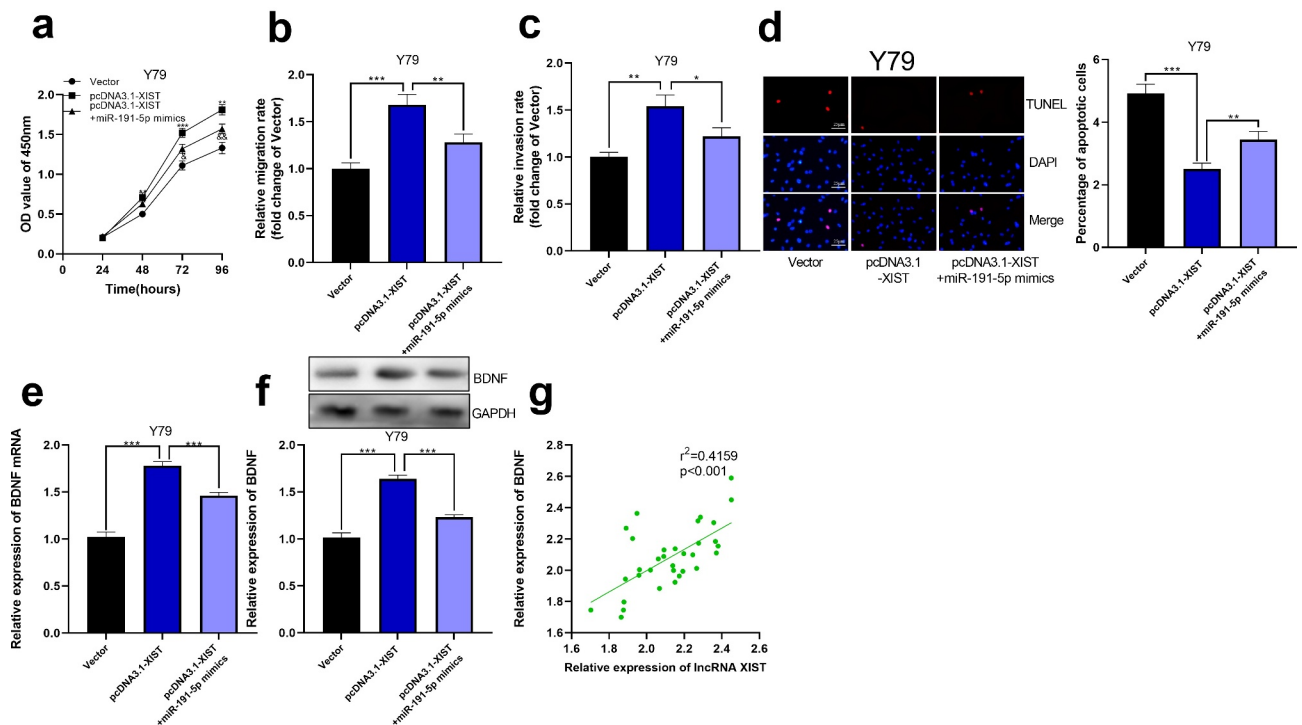 a
Y79
Vector
pcDNA3.1-XIST
pcDNA3.1-XIST
+miR-191-5p mimics
OD value of 450nm
2.0
1.5
1.0
0.5
0.0
**
***
&
**
&&
0
24
48
72
96
Time(hours)
b
Y79
Relative migration rate
(fold change of Vector)
2.0
1.5
1.0
0.5
0.0
***
**
Vector
pcDNA3.1-XIST
pcDNA3.1-XIST
+miR-191-5p mimics
c
Y79
Relative invasion rate
(fold change of Vector)
2.0
1.5
1.0
0.5
0.0
**
*
Vector
pcDNA3.1-XIST
pcDNA3.1-XIST
+miR-191-5p mimics
d
Y79
TUNEL
DAPI
Merge
Vector
pcDNA3.1
-XIST
pcDNA3.1-XIST
+miR-191-5p mimics
Y79
Percentage of apoptotic cells
6
4
2
0
***
**
Vector
pcDNA3.1-XIST
pcDNA3.1-XIST
+miR-191-5p mimics
e
Y79
Relative expression of BDNF mRNA
2.0
1.5
1.0
0.5
0.0
***
***
Vector
pcDNA3.1-XIST
pcDNA3.1-XIST
+miR-191-5p mimics
f
BDNF
GAPDH
Y79
Relative expression of BDNF
2.0
1.5
1.0
0.5
0.0
***
***
Vector
pcDNA3.1-XIST
pcDNA3.1-XIST
+miR-191-5p mimics
g
r²=0.4159
p<0.001
Relative expression of BDNF
2.8
2.6
2.4
2.2
2.0
1.8
1.6
1.6
1.8
2.0
2.2
2.4
2.6
Relative expression of lncRNA XIST